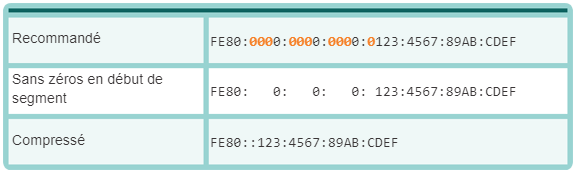 Recommandé FE80:0000:0000:0000:0123:4567:89AB:CDEF
Sans zéros en début de
segment FE80:   0:   0:   0: 123:4567:89AB:CDEF
Compressé FE80::123:4567:89AB:CDEF